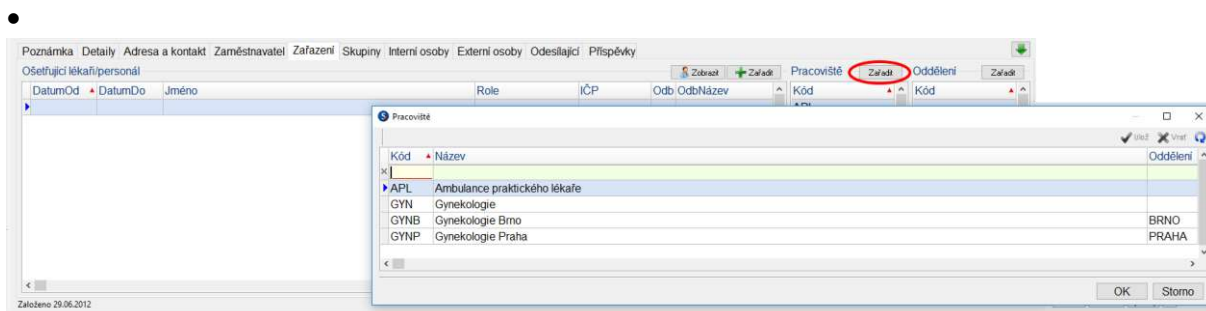 Poznámka Detaily Adresa a kontakt Zaměstnavatel Zařazení Skupiny Interní osoby Externí osoby Odesílající Příspěvky
Ošetřující lékaři/personál Zobrazit Zařadit Pracoviště Zařadit Oddělení Zařadit
DatumOd DatumDo Jméno Role IČP Odb OdbNázev Kód Kód
Pracoviště
Ulož Vrať
Kód Název Oddělení
APL Ambulance praktického lékaře
GYN Gynekologie
GYNB Gynekologie Brno BRNO
GYNP Gynekologie Praha PRAHA
OK Storno
Založeno 29.06.2012